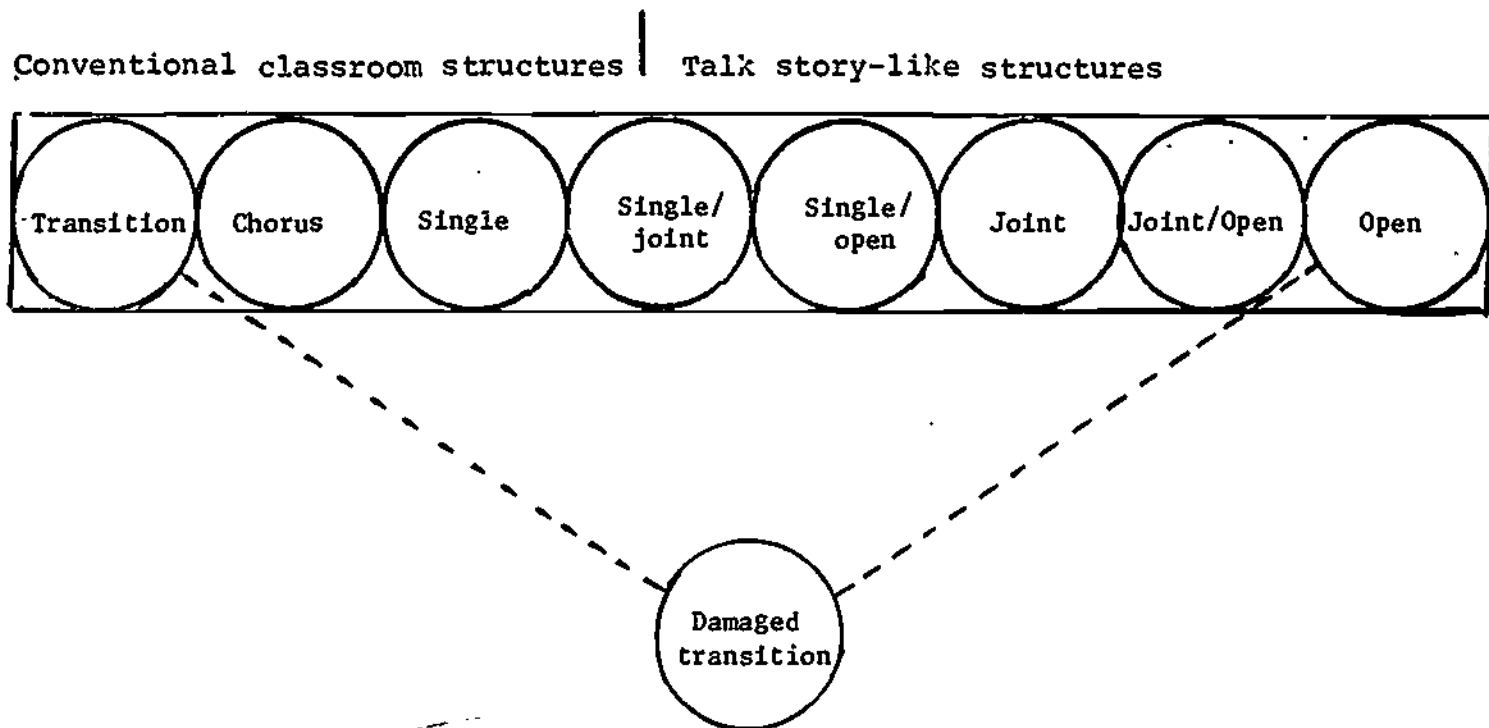 Conventional classroom structures | Talk story-like structures
Transition Chorus Single Single/ joint Single/ open Joint Joint/Open Open
Damaged
transition